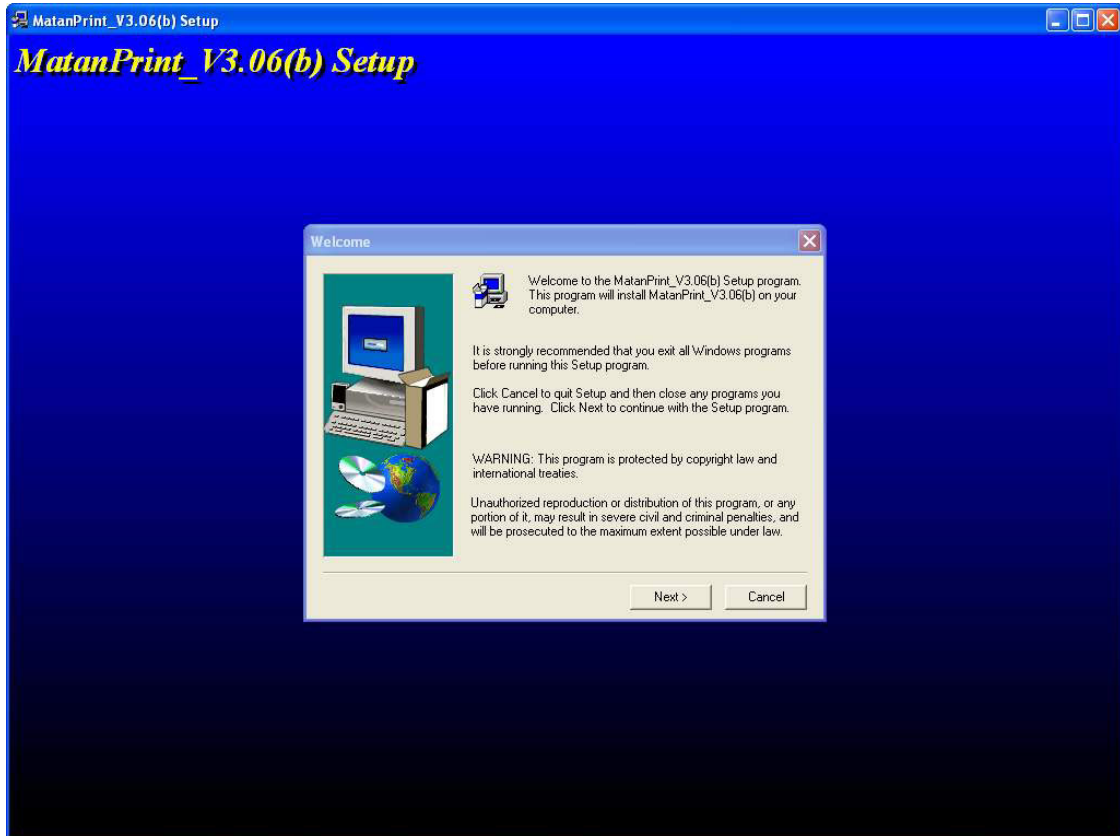 MatanPrint_V3.06(b) Setup
MatanPrint_V3.06(b) Setup
Welcome
Welcome to the MatanPrint_V3.06(b) Setup program.
This program will install MatanPrint_V3.06(b) on your
computer.
It is strongly recommended that you exit all Windows programs
before running this Setup program.
Click Cancel to quit Setup and then close any programs you
have running. Click Next to continue with the Setup program.
WARNING: This program is protected by copyright law and
international treaties.
Unauthorized reproduction or distribution of this program, or any
portion of it, may result in severe civil and criminal penalties, and
will be prosecuted to the maximum extent possible under law.
Next >
Cancel